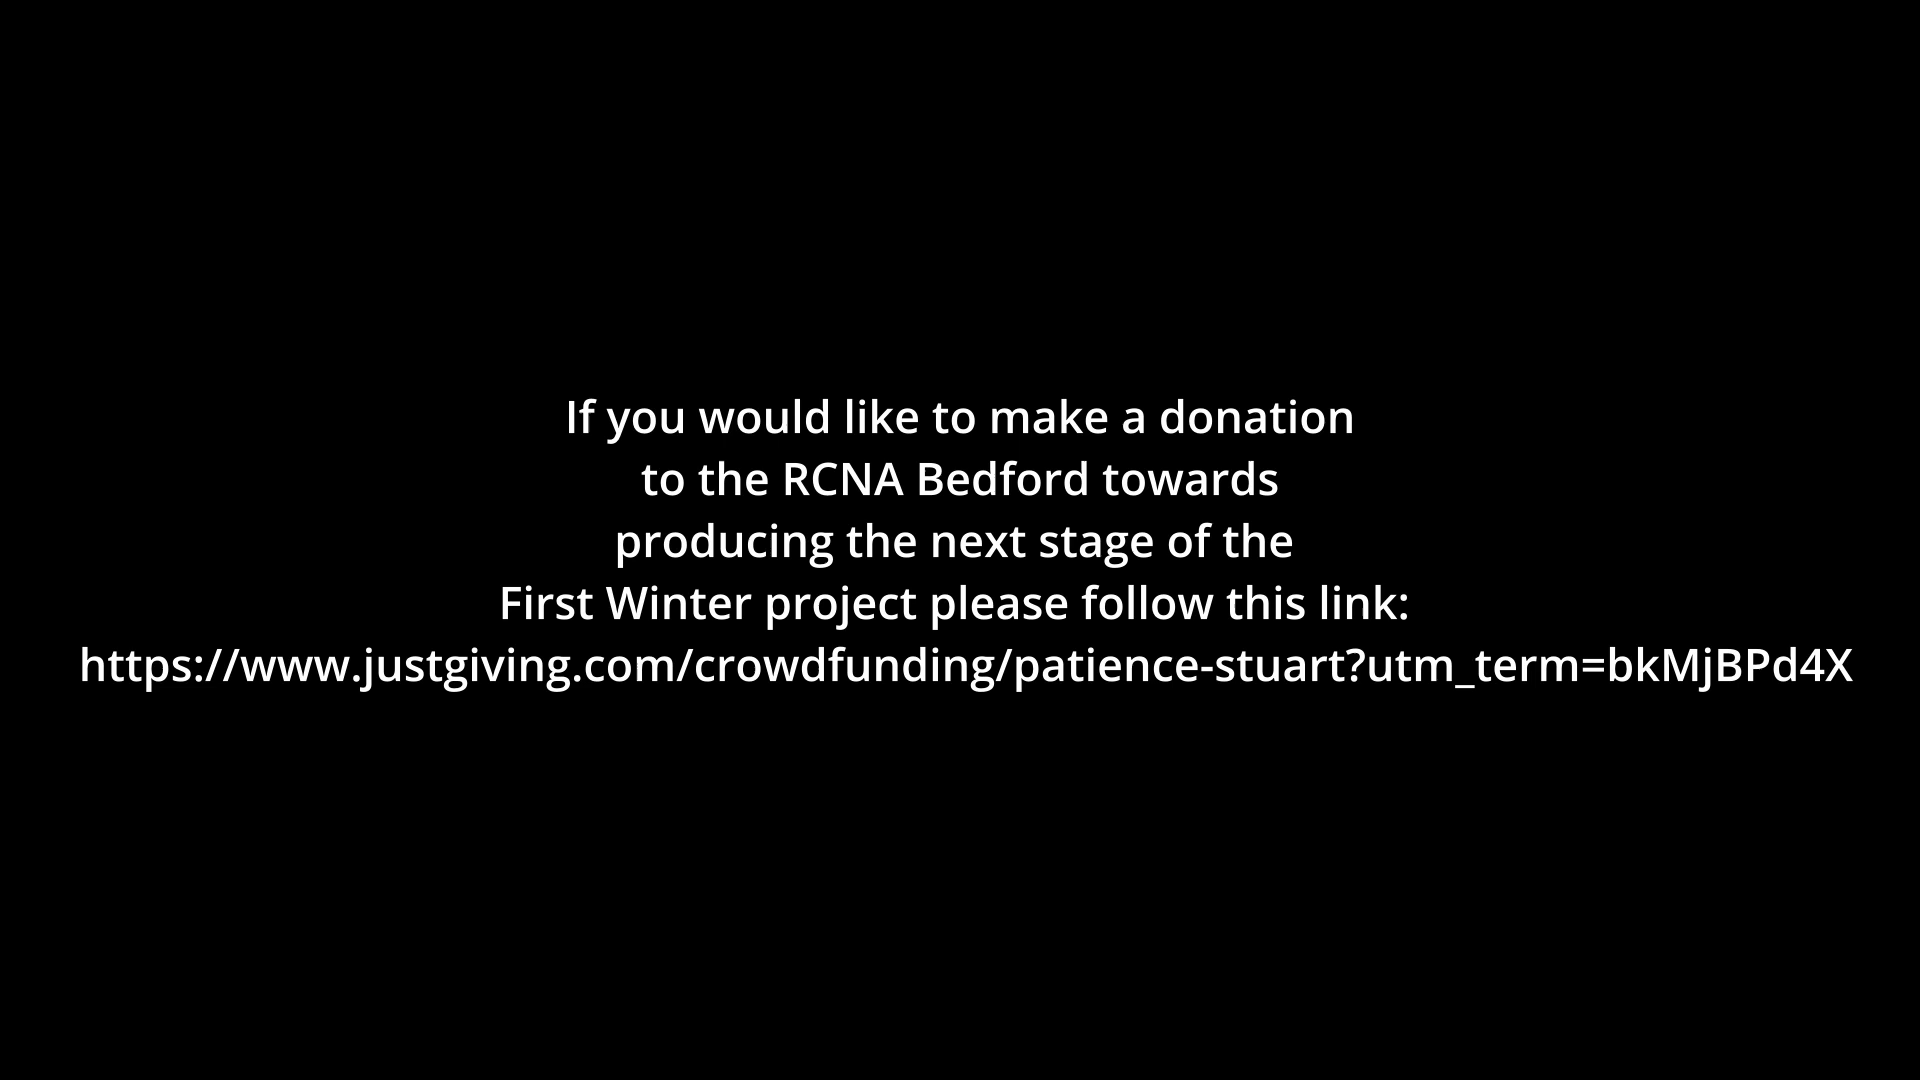 If you would like to make a donation
to the RCNA Bedford towards
producing the next stage of the
First Winter project please follow this link:
https://www.justgiving.com/crowdfunding/patience-stuart?utm_term=bkMjBPd4X